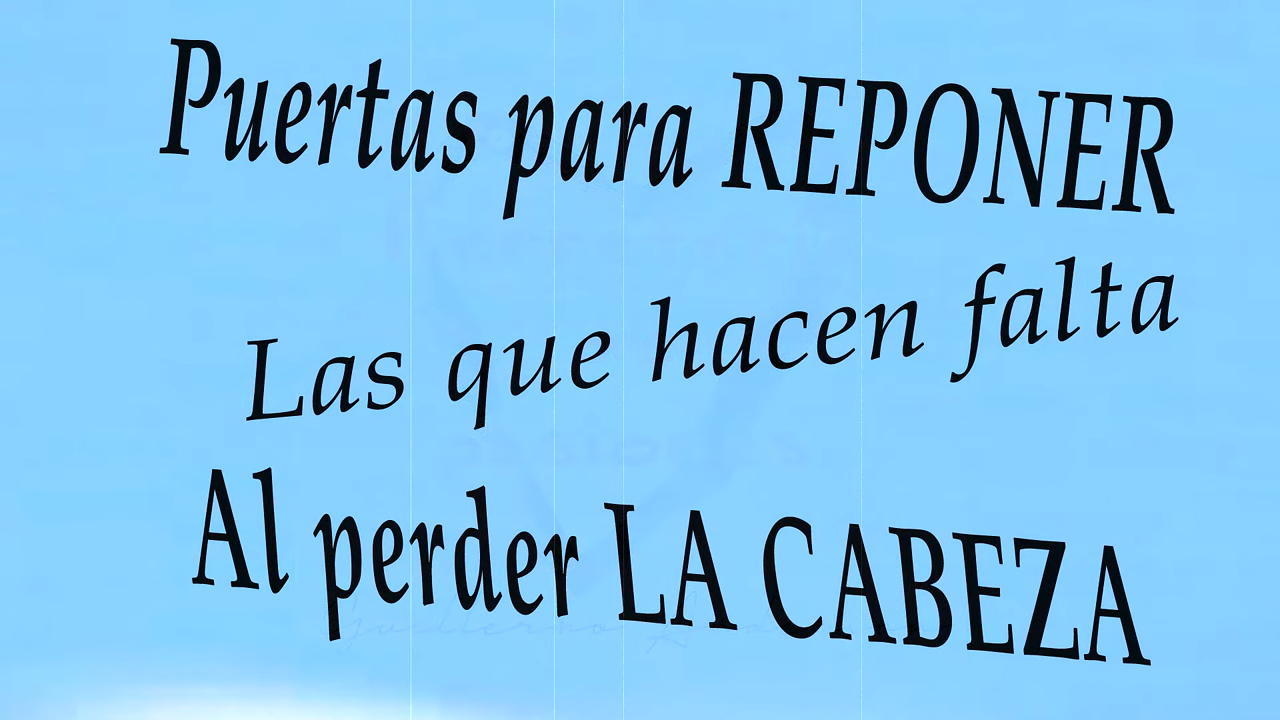 Puertas para REPONER
Las que hacen falta
Al perder LA CABEZA